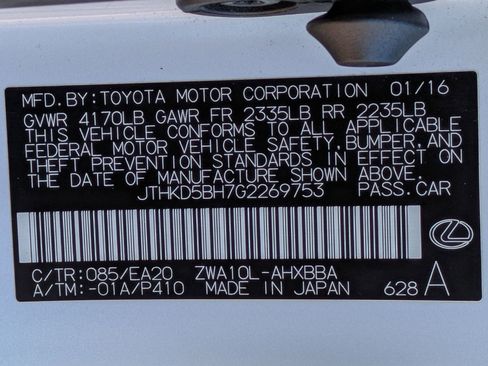 MFD. BY: TOYOTA MOTOR CORPORATION 01/16
GVWR 4170LB GAWR FR 2335LB RR 2235LB
THIS VEHICLE CONFORMS TO ALL APPLICABLE
FEDERAL MOTOR VEHICLE SAFETY, BUMPER, AND
THEFT PREVENTION STANDARDS IN EFFECT ON
THE DATE OF MANUFACTURE SHOWN ABOVE.
JTHKD5BH7G2269753 PASS. CAR
C/TR: 085/EA20 ZWA10L-AHXBBA
A/TM: -01A/P410 MADE IN JAPAN 628 A